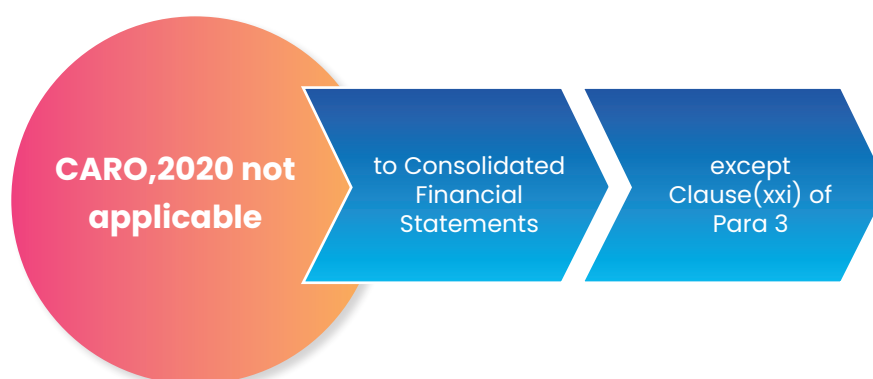 CARO,2020 not
applicable
to Consolidated
Financial
Statements
except
Clause(xxi) of
Para 3